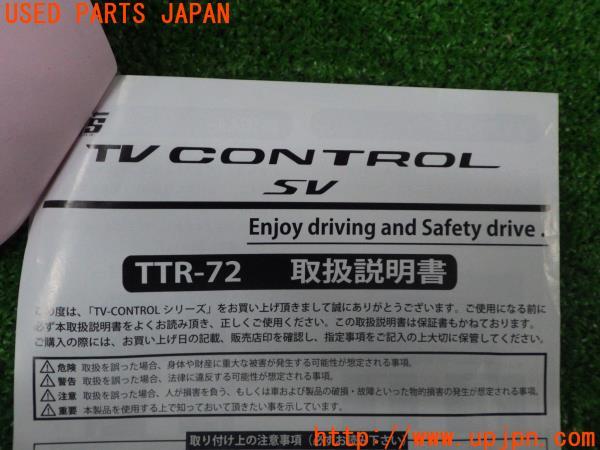 USED PARTS JAPAN
TV CONTROL
SV
Enjoy driving and Safety drive .
TTR-72 取扱説明書
この度は、「TV-CONTROL シリーズ」をお買い上げ頂きまして誠にありがとうございます。ご使用になる前に
必ず本取扱説明書をよくお読み頂き、正しくご使用ください。この取扱説明書は保証書もかねております。
ご購入の際には、お買い上げ日の記載、販売店印を確認し、指定事項をご記入の上大切に保管してください。
危険 取扱を誤った場合、身体や財産に重大な被害が発生する可能性が想定される事項。
警告 取扱を誤った場合、法律に違反する可能性が想定される事項。
注意 取扱を誤った場合、人が損害を負う、もしくは車および製品の破損・故障といった物的損害の発生が想定される事項。
重要 本製品を使用する上で知っておいて頂きたい事を示しています。
取り付け上の注意事項(必ずお読み下さい)
http://www.upjpn.com/